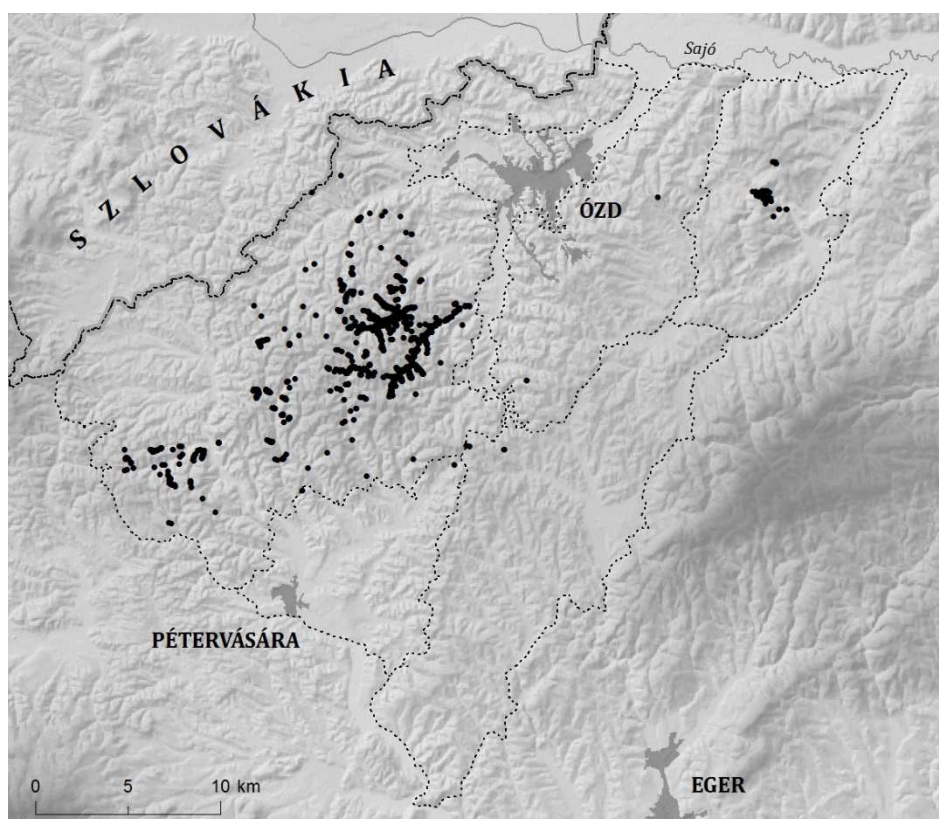 Sajó
SZLOVÁKIA
ÓZD
PÉTERVÁSÁRA
EGER
0 5 10 km